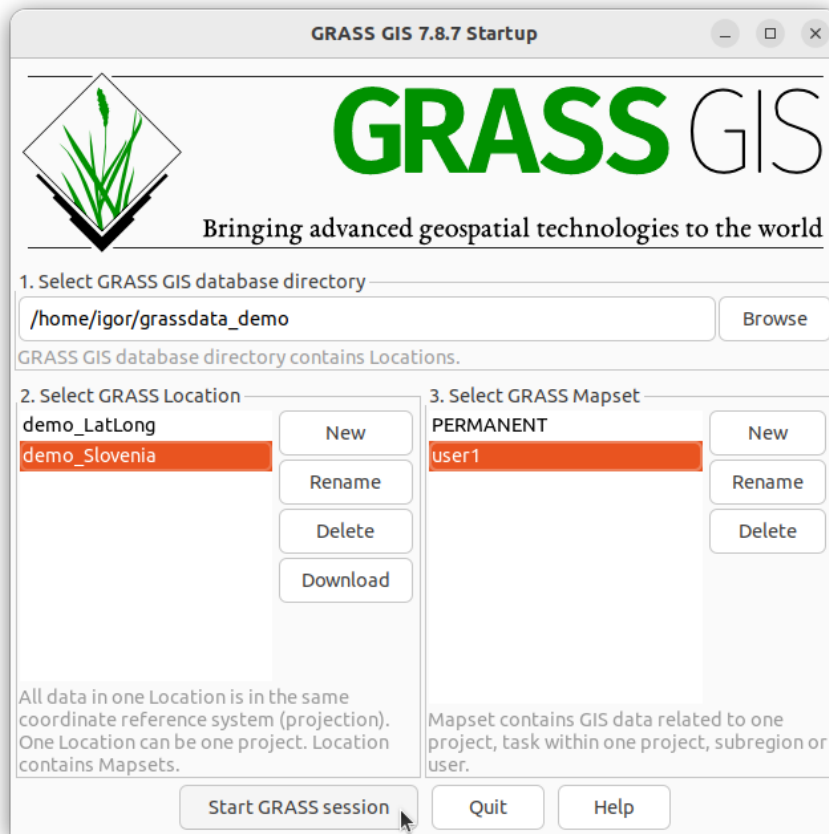 GRASS GIS 7.8.7 Startup
GRASS GIS
Bringing advanced geospatial technologies to the world
1. Select GRASS GIS database directory
/home/igor/grassdata_demo
Browse
GRASS GIS database directory contains Locations.
2. Select GRASS Location
demo_LatLong
demo_Slovenia
New
Rename
Delete
Download
All data in one Location is in the same
coordinate reference system (projection).
One Location can be one project. Location
contains Mapsets.
3. Select GRASS Mapset
PERMANENT
user1
New
Rename
Delete
Mapset contains GIS data related to one
project, task within one project, subregion or
user.
Start GRASS session
Quit
Help